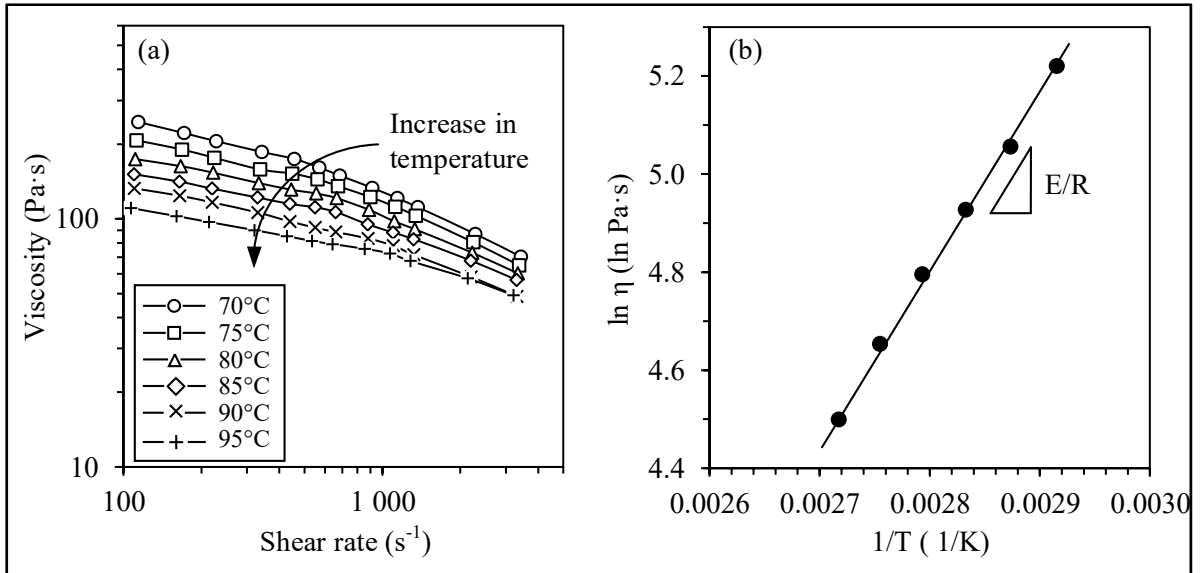 (a)
Increase in
temperature
Viscosity (Pa·s)
100
10
70°C
75°C
80°C
85°C
90°C
95°C
100
1 000
Shear rate (s⁻¹)
(b)
ln η (ln Pa·s)
5.2
5.0
4.8
4.6
4.4
E/R
0.0026
0.0027
0.0028
0.0029
0.0030
1/T ( 1/K)